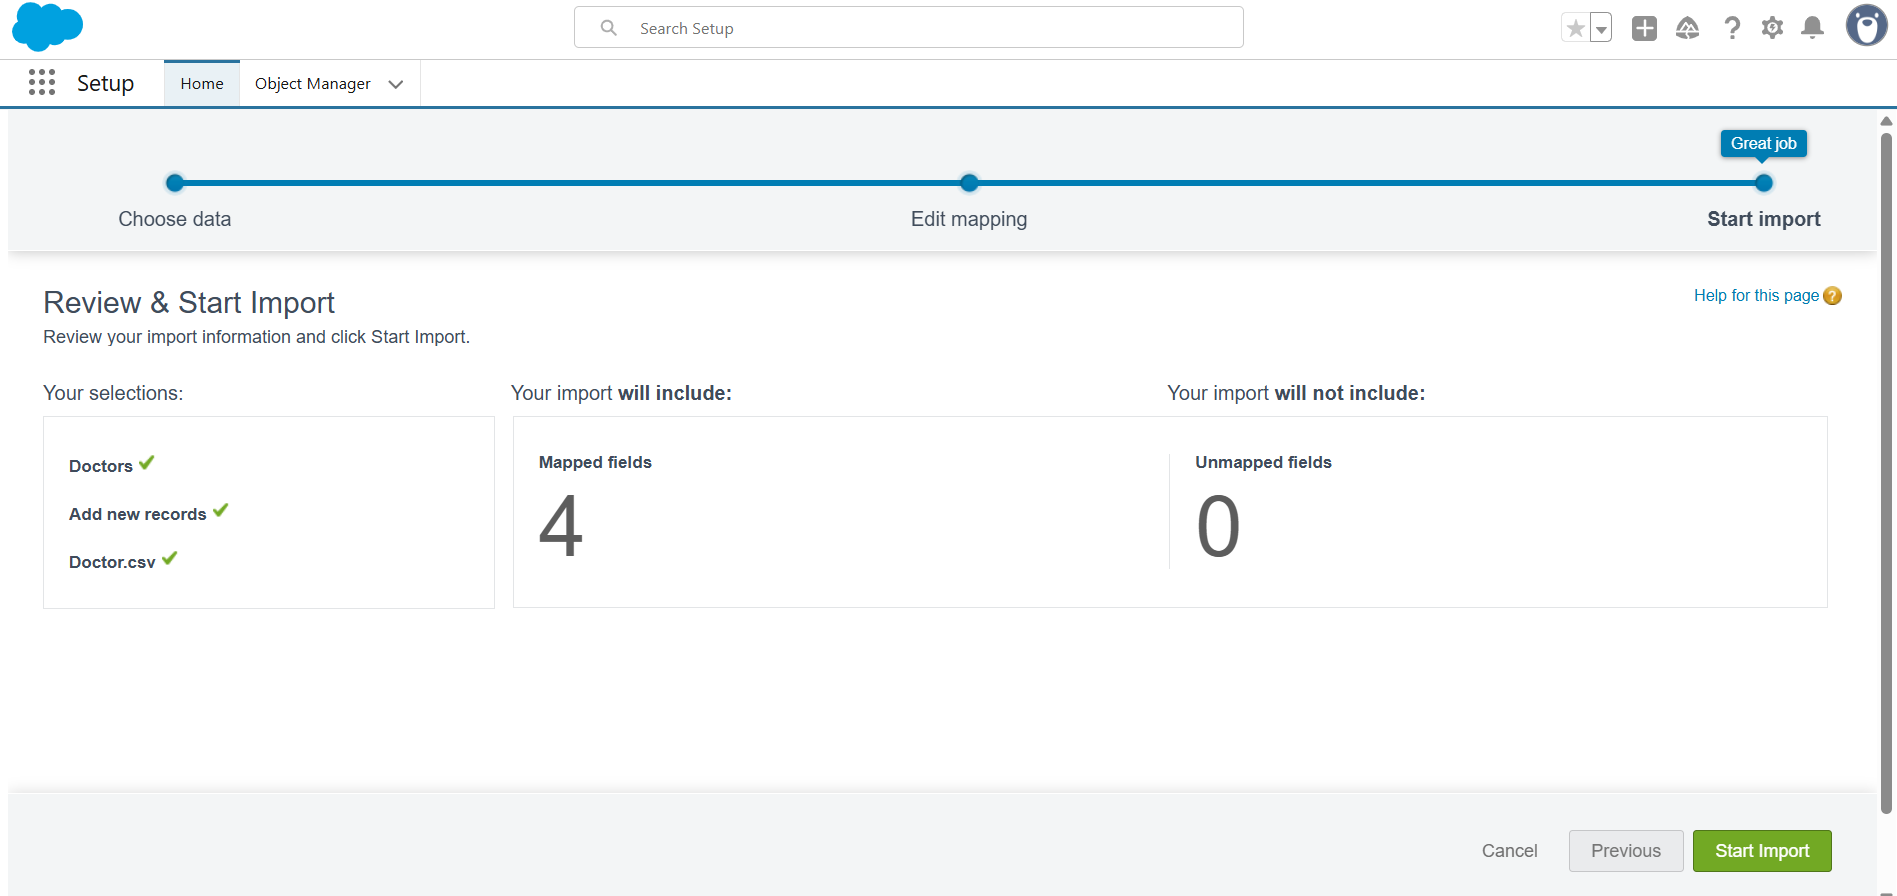 Search Setup
Setup
Home
Object Manager
Great job
Choose data
Edit mapping
Start import
Review & Start Import
Help for this page
Review your import information and click Start Import.
Your selections:
Your import will include:
Your import will not include:
Doctors
Add new records
Doctor.csv
Mapped fields
4
Unmapped fields
0
Cancel
Previous
Start Import